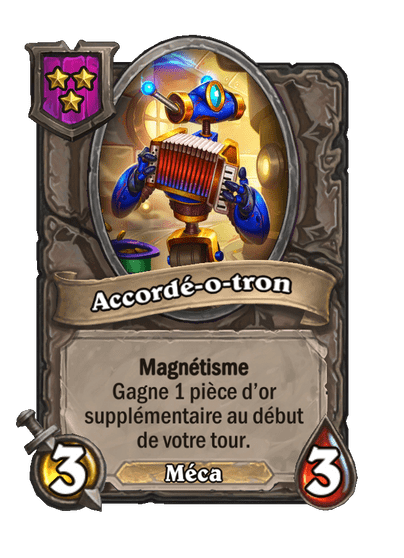 Accordé-o-tron
Magnétisme
Gagne 1 pièce d'or
supplémentaire au début
de votre tour.
3
Méca
3